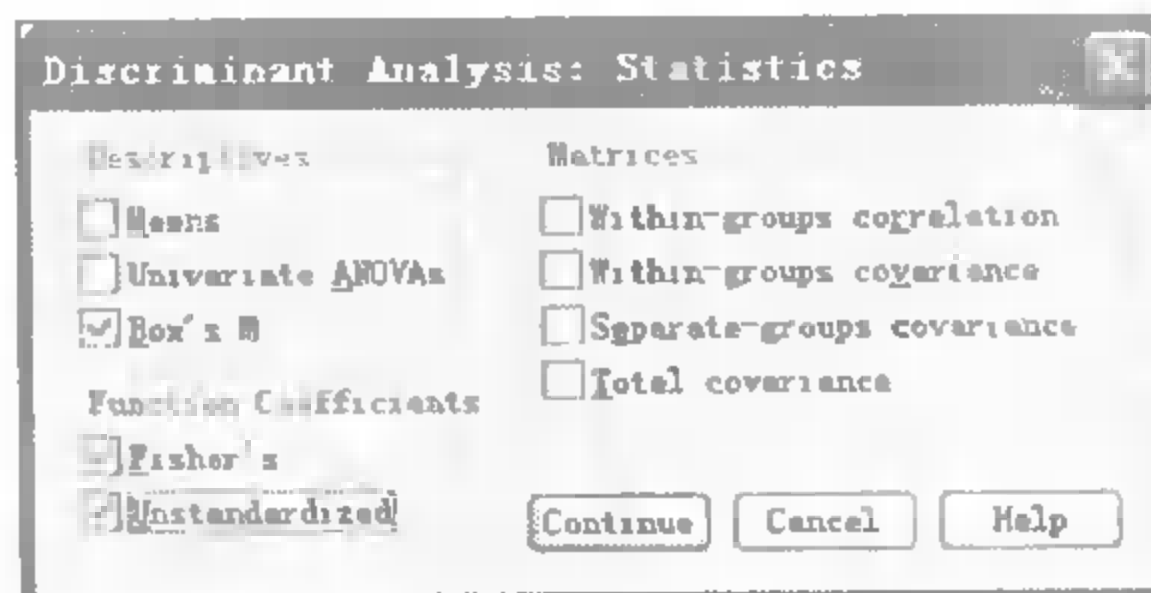 Discriminant Analysis: Statistics
Descriptives
Means
Univariate ANOVAs
Box's M
Function Coefficients
Fisher's
Unstandardized
Matrices
Within-groups correlation
Within-groups covariance
Separate-groups covariance
Total covariance
Continue
Cancel
Help